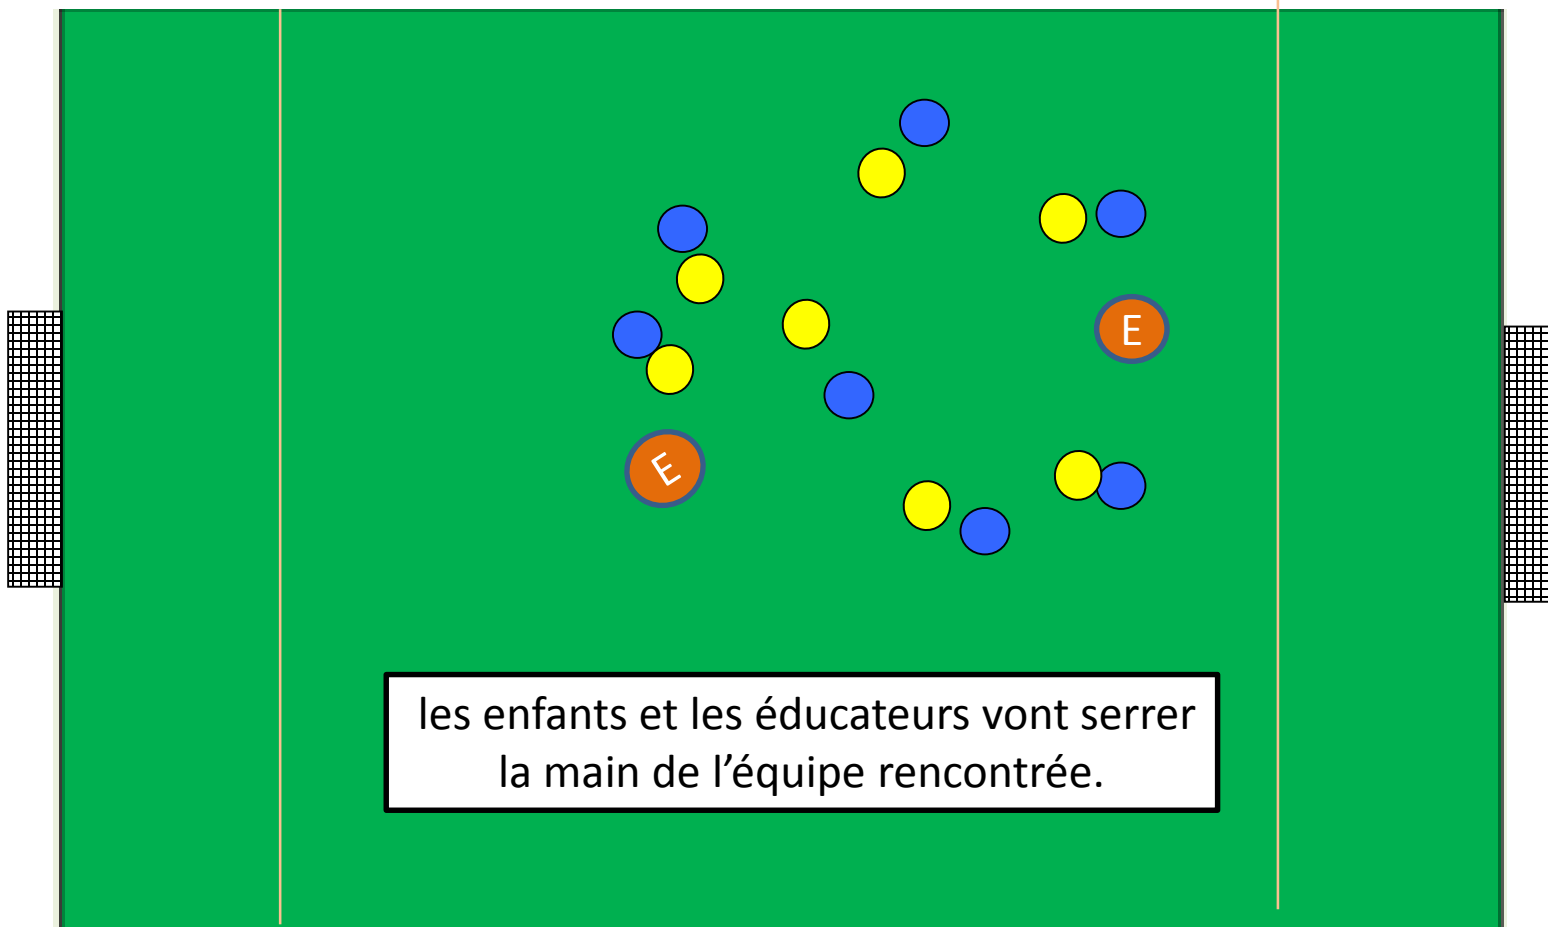 E
E
les enfants et les éducateurs vont serrer
la main de l’équipe rencontrée.